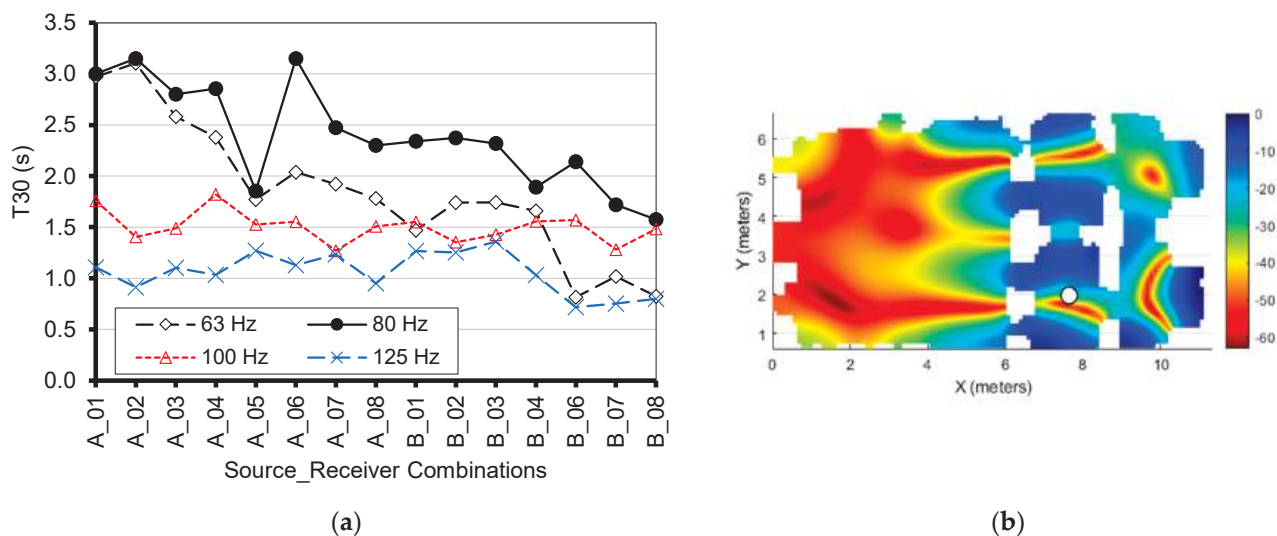 3.5
3.0
2.5
2.0
1.5
1.0
0.5
0.0
T30 (s)
63 Hz
80 Hz
100 Hz
125 Hz
A_01
A_02
A_03
A_04
A_05
A_06
A_07
A_08
B_01
B_02
B_03
B_04
B_06
B_07
B_08
Source_Receiver Combinations
(a)
6
5
4
3
2
1
Y (meters)
0
2
4
6
8
10
X (meters)
0
-10
-20
-30
-40
-50
-60
(b)